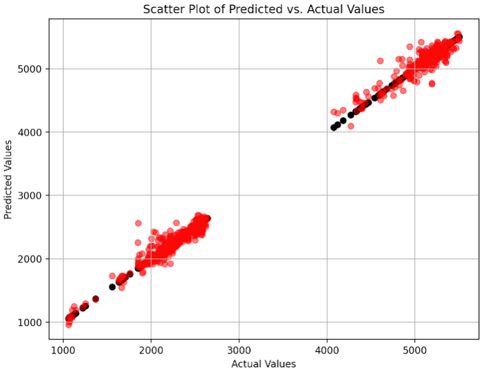 Scatter Plot of Predicted vs. Actual Values
Predicted Values
5000
4000
3000
2000
1000
1000 2000 3000 4000 5000
Actual Values